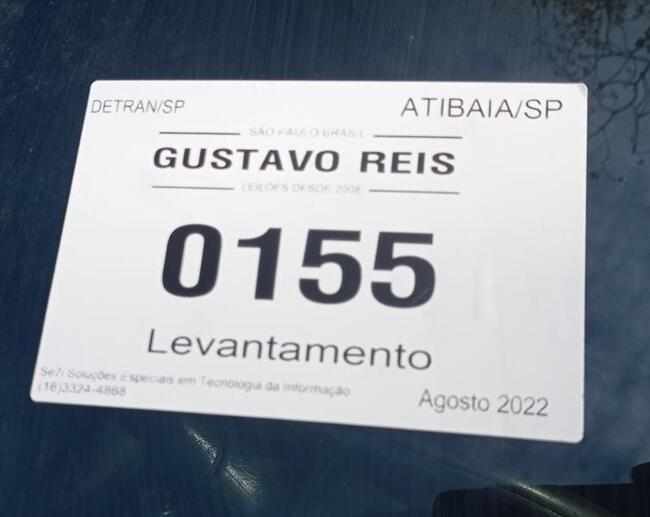 DETRAN/SP
ATIBAIA/SP
SÃO PAULO BRASIL
GUSTAVO REIS
LEILÕES DESDE 2008
0155
Levantamento
Se7i Soluções Especiais em Tecnologia da Informação
(18)3324-4868
Agosto 2022